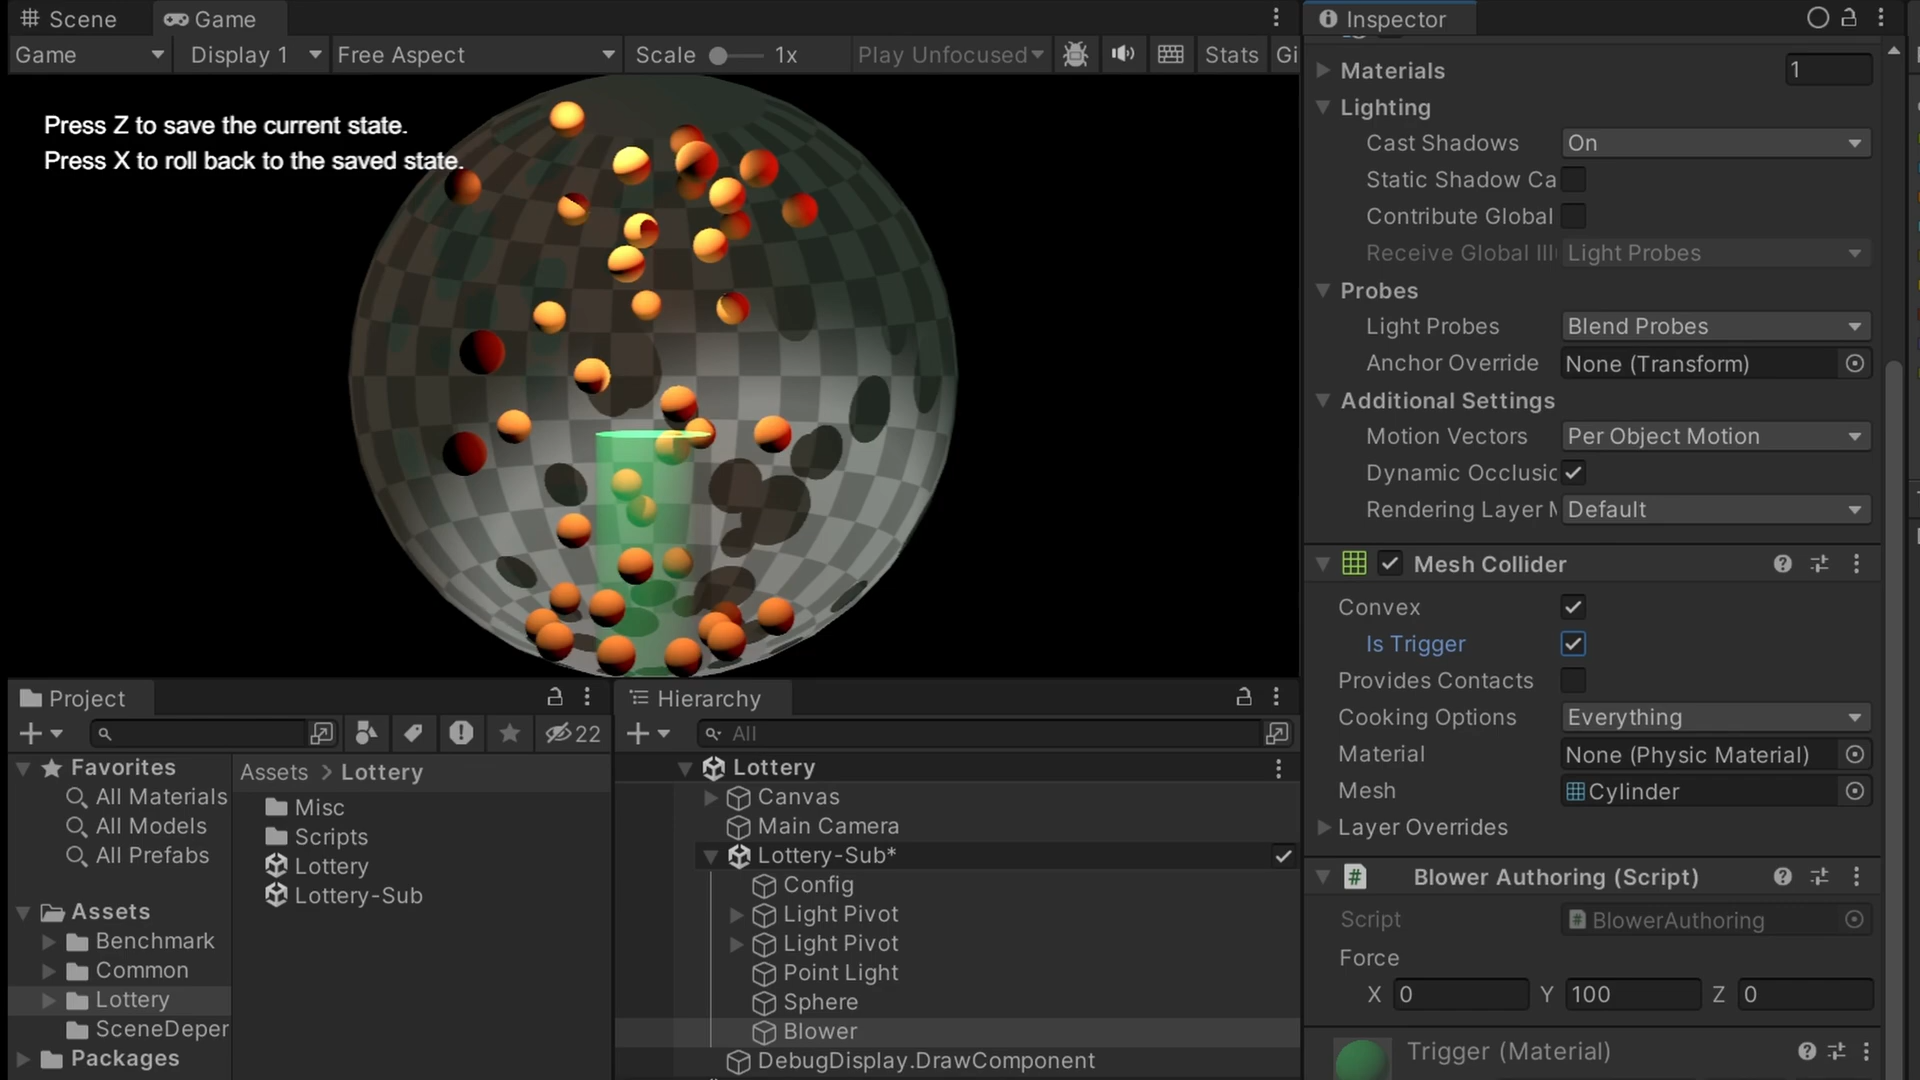 Scene
Game
Game
Display 1
Free Aspect
Scale
1x
Play Unfocused
Stats
Gi
Press Z to save the current state.
Press X to roll back to the saved state.
Inspector
Materials
1
Lighting
Cast Shadows
On
Static Shadow Ca
Contribute Global
Receive Global Ill
Light Probes
Probes
Light Probes
Blend Probes
Anchor Override
None (Transform)
Additional Settings
Motion Vectors
Per Object Motion
Dynamic Occlusic
Rendering Layer M
Default
Mesh Collider
Convex
Is Trigger
Provides Contacts
Cooking Options
Everything
Material
None (Physic Material)
Mesh
Cylinder
Layer Overrides
Blower Authoring (Script)
Script
BlowerAuthoring
Force
X 0 Y 100 Z 0
Trigger (Material)
Project
22
Favorites
All Materials
All Models
All Prefabs
Assets
Benchmark
Common
Lottery
SceneDeper
Packages
Assets > Lottery
Misc
Scripts
Lottery
Lottery-Sub
Hierarchy
All
Lottery
Canvas
Main Camera
Lottery-Sub*
Config
Light Pivot
Light Pivot
Point Light
Sphere
Blower
DebugDisplay.DrawComponent